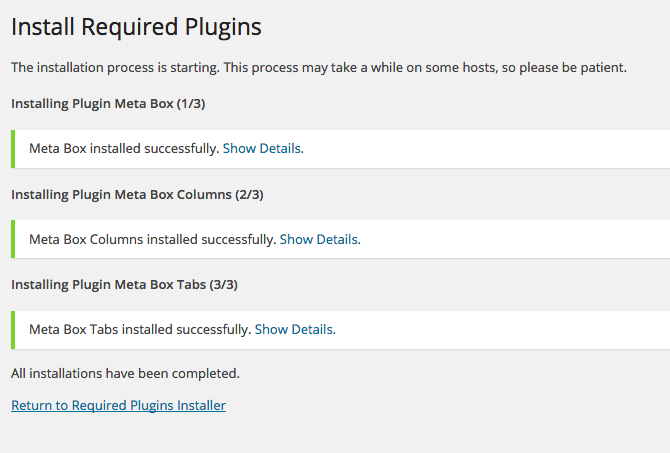 Install Required Plugins
The installation process is starting. This process may take a while on some hosts, so please be patient.
Installing Plugin Meta Box (1/3)
Meta Box installed successfully. Show Details.
Installing Plugin Meta Box Columns (2/3)
Meta Box Columns installed successfully. Show Details.
Installing Plugin Meta Box Tabs (3/3)
Meta Box Tabs installed successfully. Show Details.
All installations have been completed.
Return to Required Plugins Installer